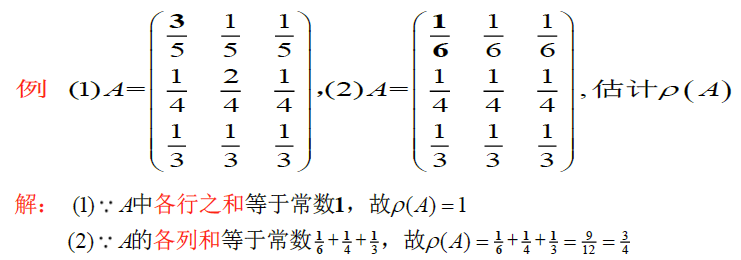 例 (1) A = \begin{pmatrix} \frac{3}{5} & \frac{1}{5} & \frac{1}{5} \\ \frac{1}{4} & \frac{2}{4} & \frac{1}{4} \\ \frac{1}{3} & \frac{1}{3} & \frac{1}{3} \end{pmatrix}, (2) A = \begin{pmatrix} \frac{1}{6} & \frac{1}{6} & \frac{1}{6} \\ \frac{1}{4} & \frac{1}{4} & \frac{1}{4} \\ \frac{1}{3} & \frac{1}{3} & \frac{1}{3} \end{pmatrix}, 估计ρ(A)
解: (1) ∵ A中各行之和等于常数1，故ρ(A) = 1
(2) ∵ A的各列和等于常数\frac{1}{6}+\frac{1}{4}+\frac{1}{3}，故ρ(A) = \frac{1}{6}+\frac{1}{4}+\frac{1}{3} = \frac{9}{12} = \frac{3}{4}